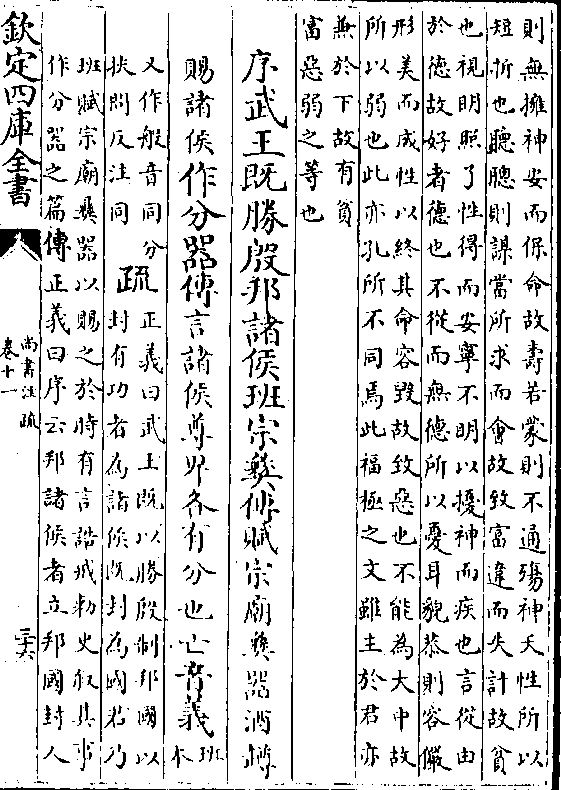 則無擁神安而保命故壽若蒙則不通殤神夭性所以
短折也聽聰則謀當所求而會故致富違而失計故貧
也視明照了性得而安寧不明以擾神而疾也言從由
於德故好者德也不從而無德所以憂耳貌恭則容儼
形美而成性以終其命容毀故致惡也不能為大中故
所以弱也此亦孔所不同焉此福極之文雖主於君亦
兼於下故有貧
富惡弱之等也
序武王既勝殷邦諸侯班宗彝傳賦宗廟彝器酒罇
賜諸侯作分器傳言諸侯尊卑各有分也亡音義班
本
又作般音同分
扶問反注同
疏正義曰武王既以勝殷制邦國以
封有功者為諸侯既封為國君乃
班賦宗廟彝器以賜之於時有言誥戒勑史叙其事
作分器之篇傳正義曰序云邦諸侯者立邦國封人
欽定四庫全書
尚書注疏
卷十一
三六